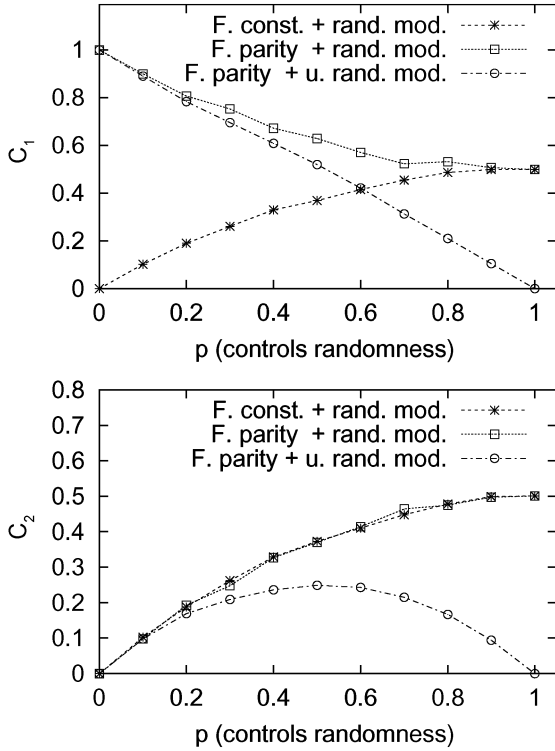 F. const. + rand. mod.
F. parity + rand. mod.
F. parity + u. rand. mod.
1
0.8
0.6
0.4
0.2
0
C1
0 0.2 0.4 0.6 0.8 1
p (controls randomness)
0.8
F. const. + rand. mod.
0.7
F. parity + rand. mod.
0.6
F. parity + u. rand. mod.
0.5
0.4
0.3
0.2
0.1
0
C2
0 0.2 0.4 0.6 0.8 1
p (controls randomness)